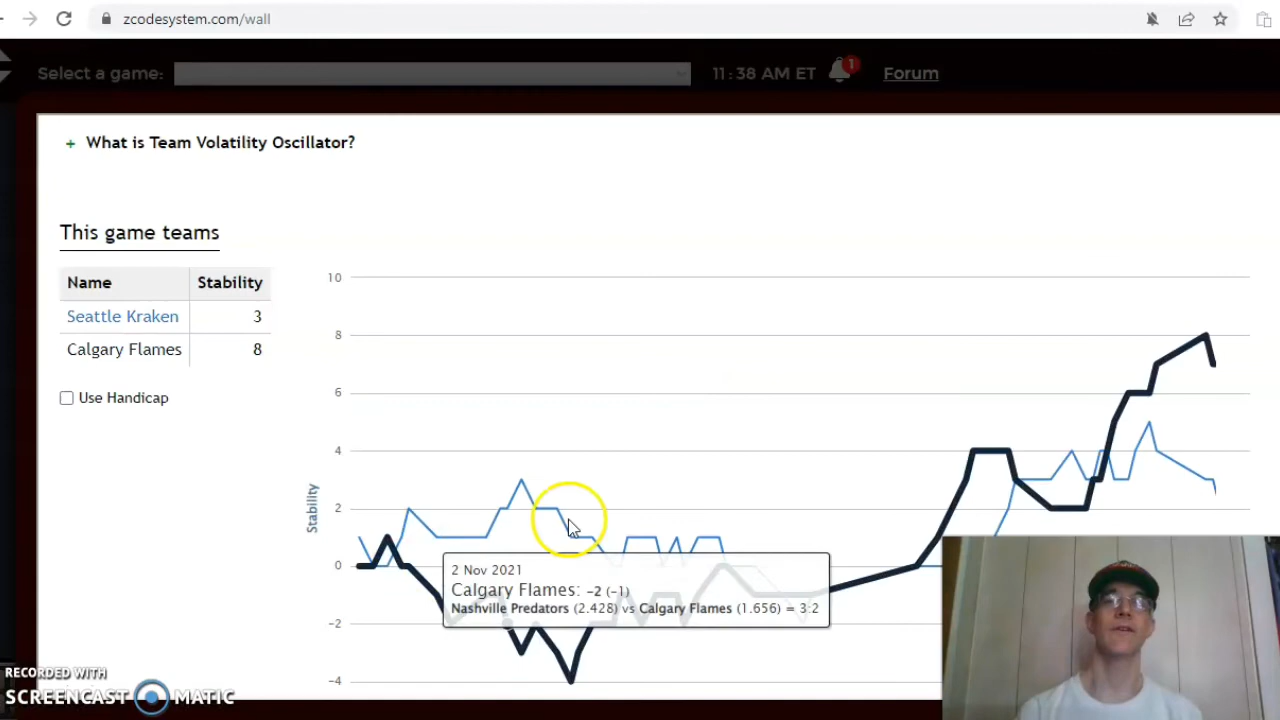 zcodesystem.com/wall
Select a game:
11:38 AM ET
1
Forum
+ What is Team Volatility Oscillator?
This game teams
Name Stability
Seattle Kraken 3
Calgary Flames 8
Use Handicap
Stability
10
8
6
4
2
0
-2
-4
2 Nov 2021
Calgary Flames: -2 (-1)
Nashville Predators (2.428) vs Calgary Flames (1.656) = 3:2
RECORDED WITH
SCREENCAST MATIC